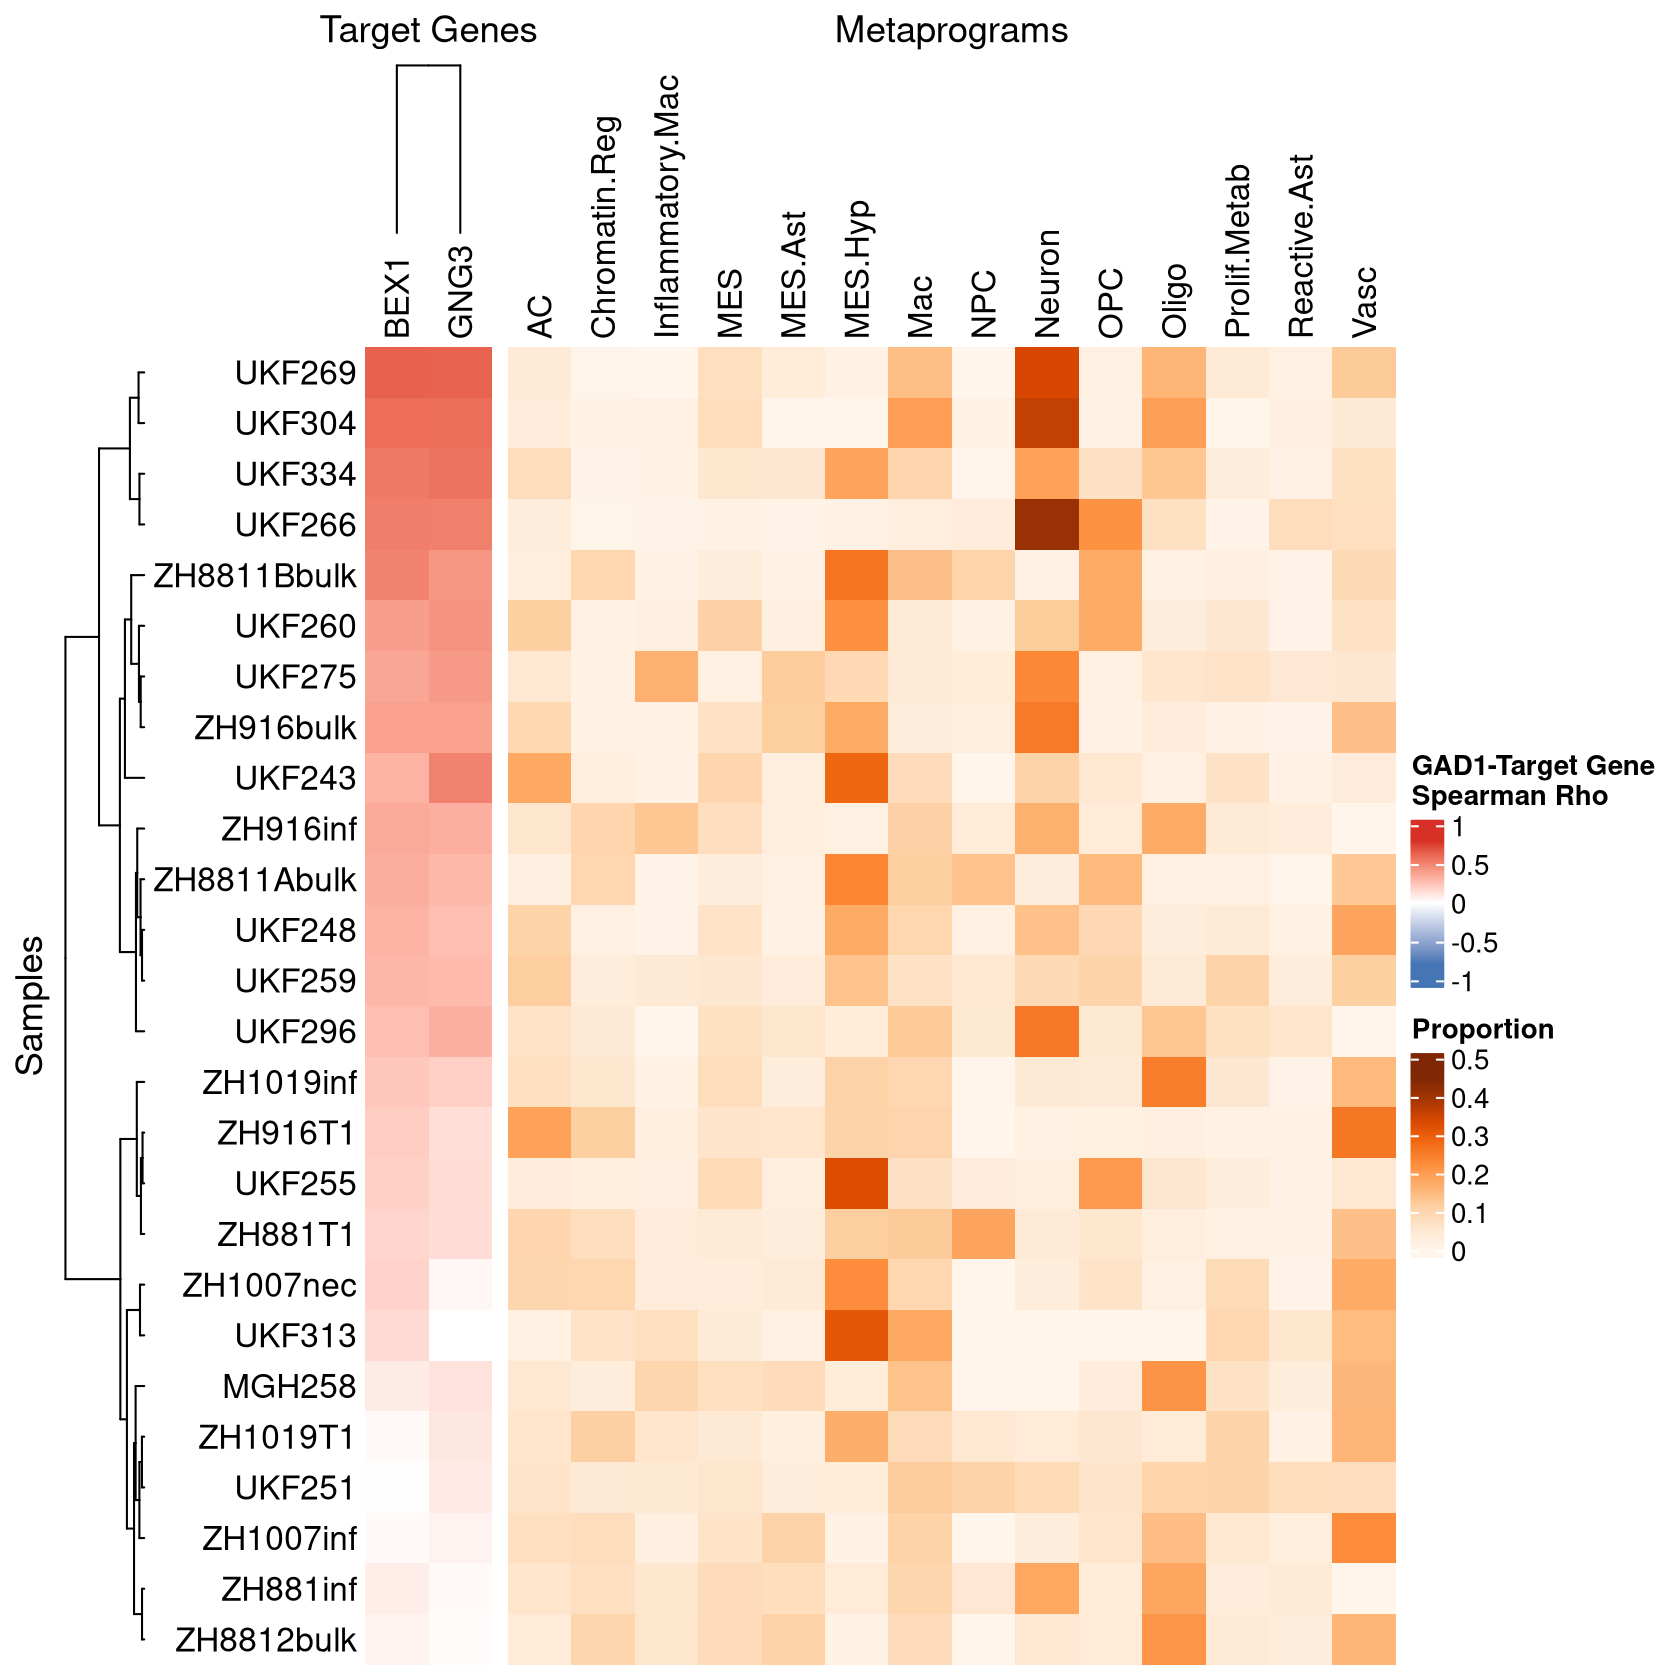 Target Genes
Metaprograms
BEX1
GNG3
AC
Chromatin.Reg
Inflammatory.Mac
MES
MES.Ast
MES.Hyp
Mac
NPC
Neuron
OPC
Oligo
Prolif.Metab
Reactive.Ast
Vasc
Samples
UKF269
UKF304
UKF334
UKF266
ZH8811Bbulk
UKF260
UKF275
ZH916bulk
UKF243
ZH916inf
ZH8811Abulk
UKF248
UKF259
UKF296
ZH1019inf
ZH916T1
UKF255
ZH881T1
ZH1007nec
UKF313
MGH258
ZH1019T1
UKF251
ZH1007inf
ZH881inf
ZH8812bulk
GAD1-Target Gene
Spearman Rho
1
0.5
0
-0.5
-1
Proportion
0.5
0.4
0.3
0.2
0.1
0